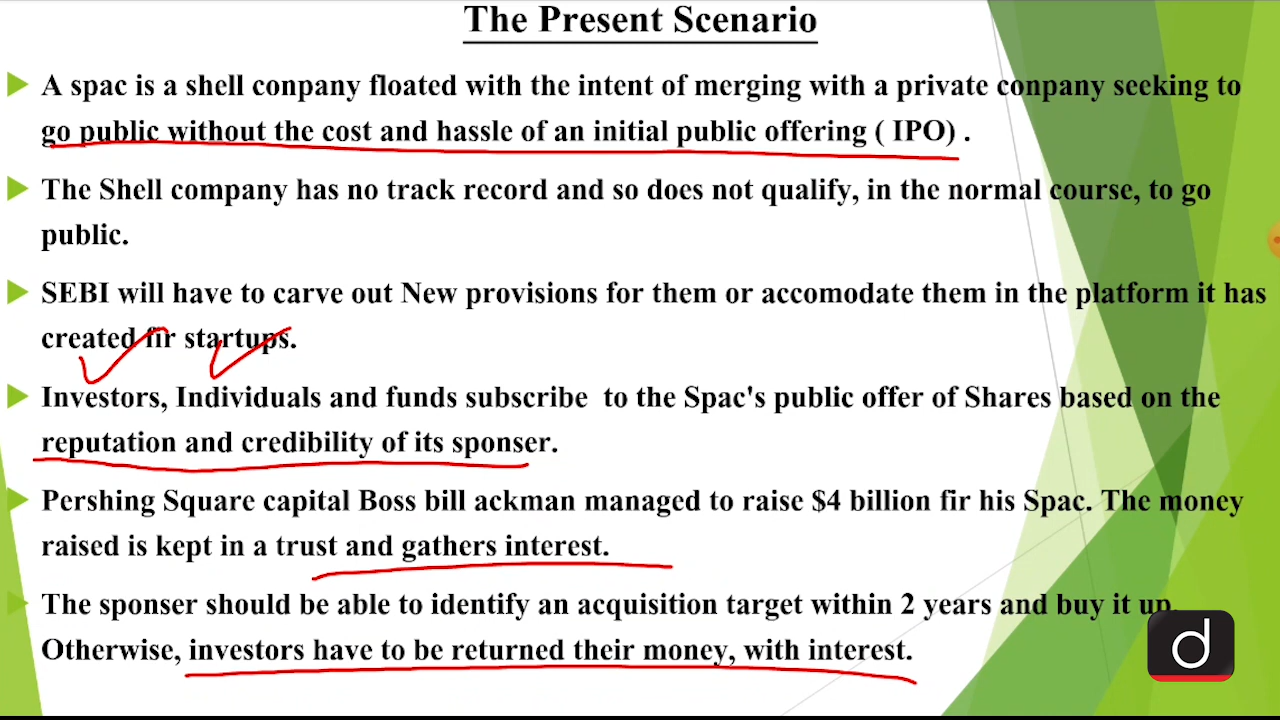 The Present Scenario
A spac is a shell conpany floated with the intent of merging with a private conpany seeking to
go public without the cost and hassle of an initial public offering ( IPO) .
The Shell company has no track record and so does not qualify, in the normal course, to go
public.
SEBI will have to carve out New provisions for them or accomodate them in the platform it has
created fir startups.
Investors, Individuals and funds subscribe to the Spac's public offer of Shares based on the
reputation and credibility of its sponser.
Pershing Square capital Boss bill ackman managed to raise $4 billion fir his Spac. The money
raised is kept in a trust and gathers interest.
The sponser should be able to identify an acquisition target within 2 years and buy it up.
Otherwise, investors have to be returned their money, with interest.
d